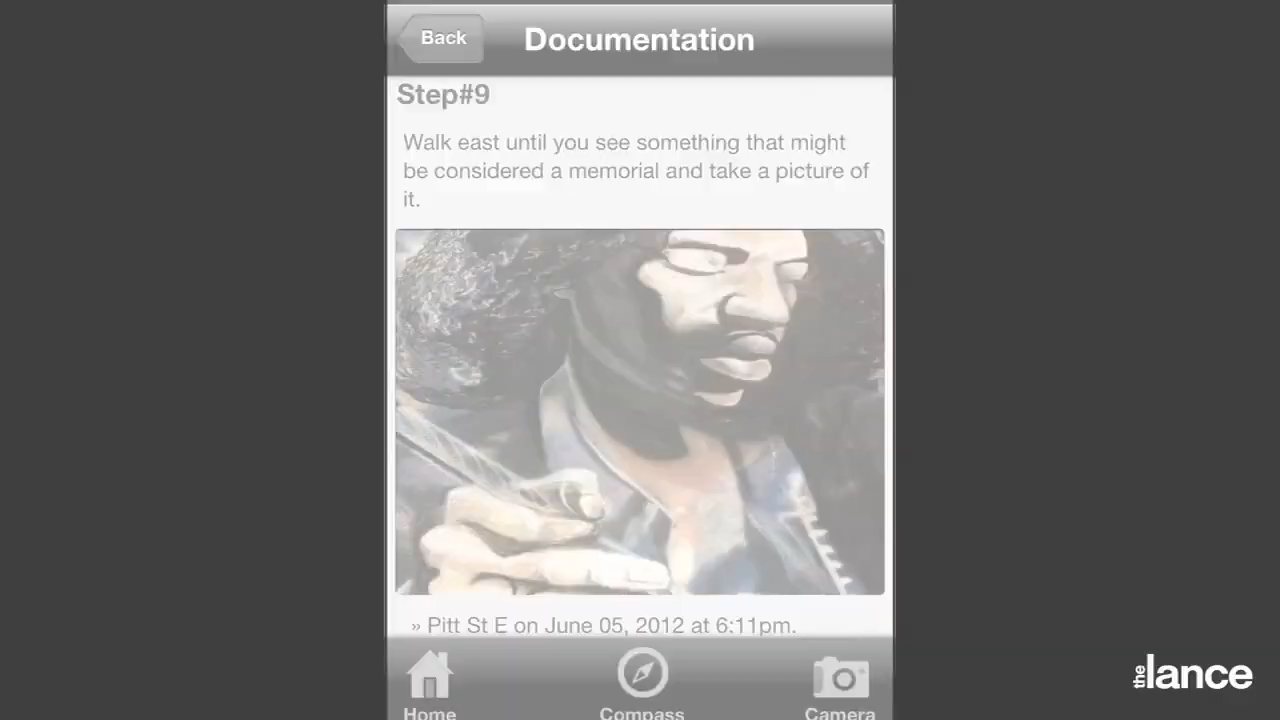 Back
Documentation
Step#9
Walk east until you see something that might
be considered a memorial and take a picture of
it.
» Pitt St E on June 05, 2012 at 6:11pm.
Home
Compass
Camera
the lance